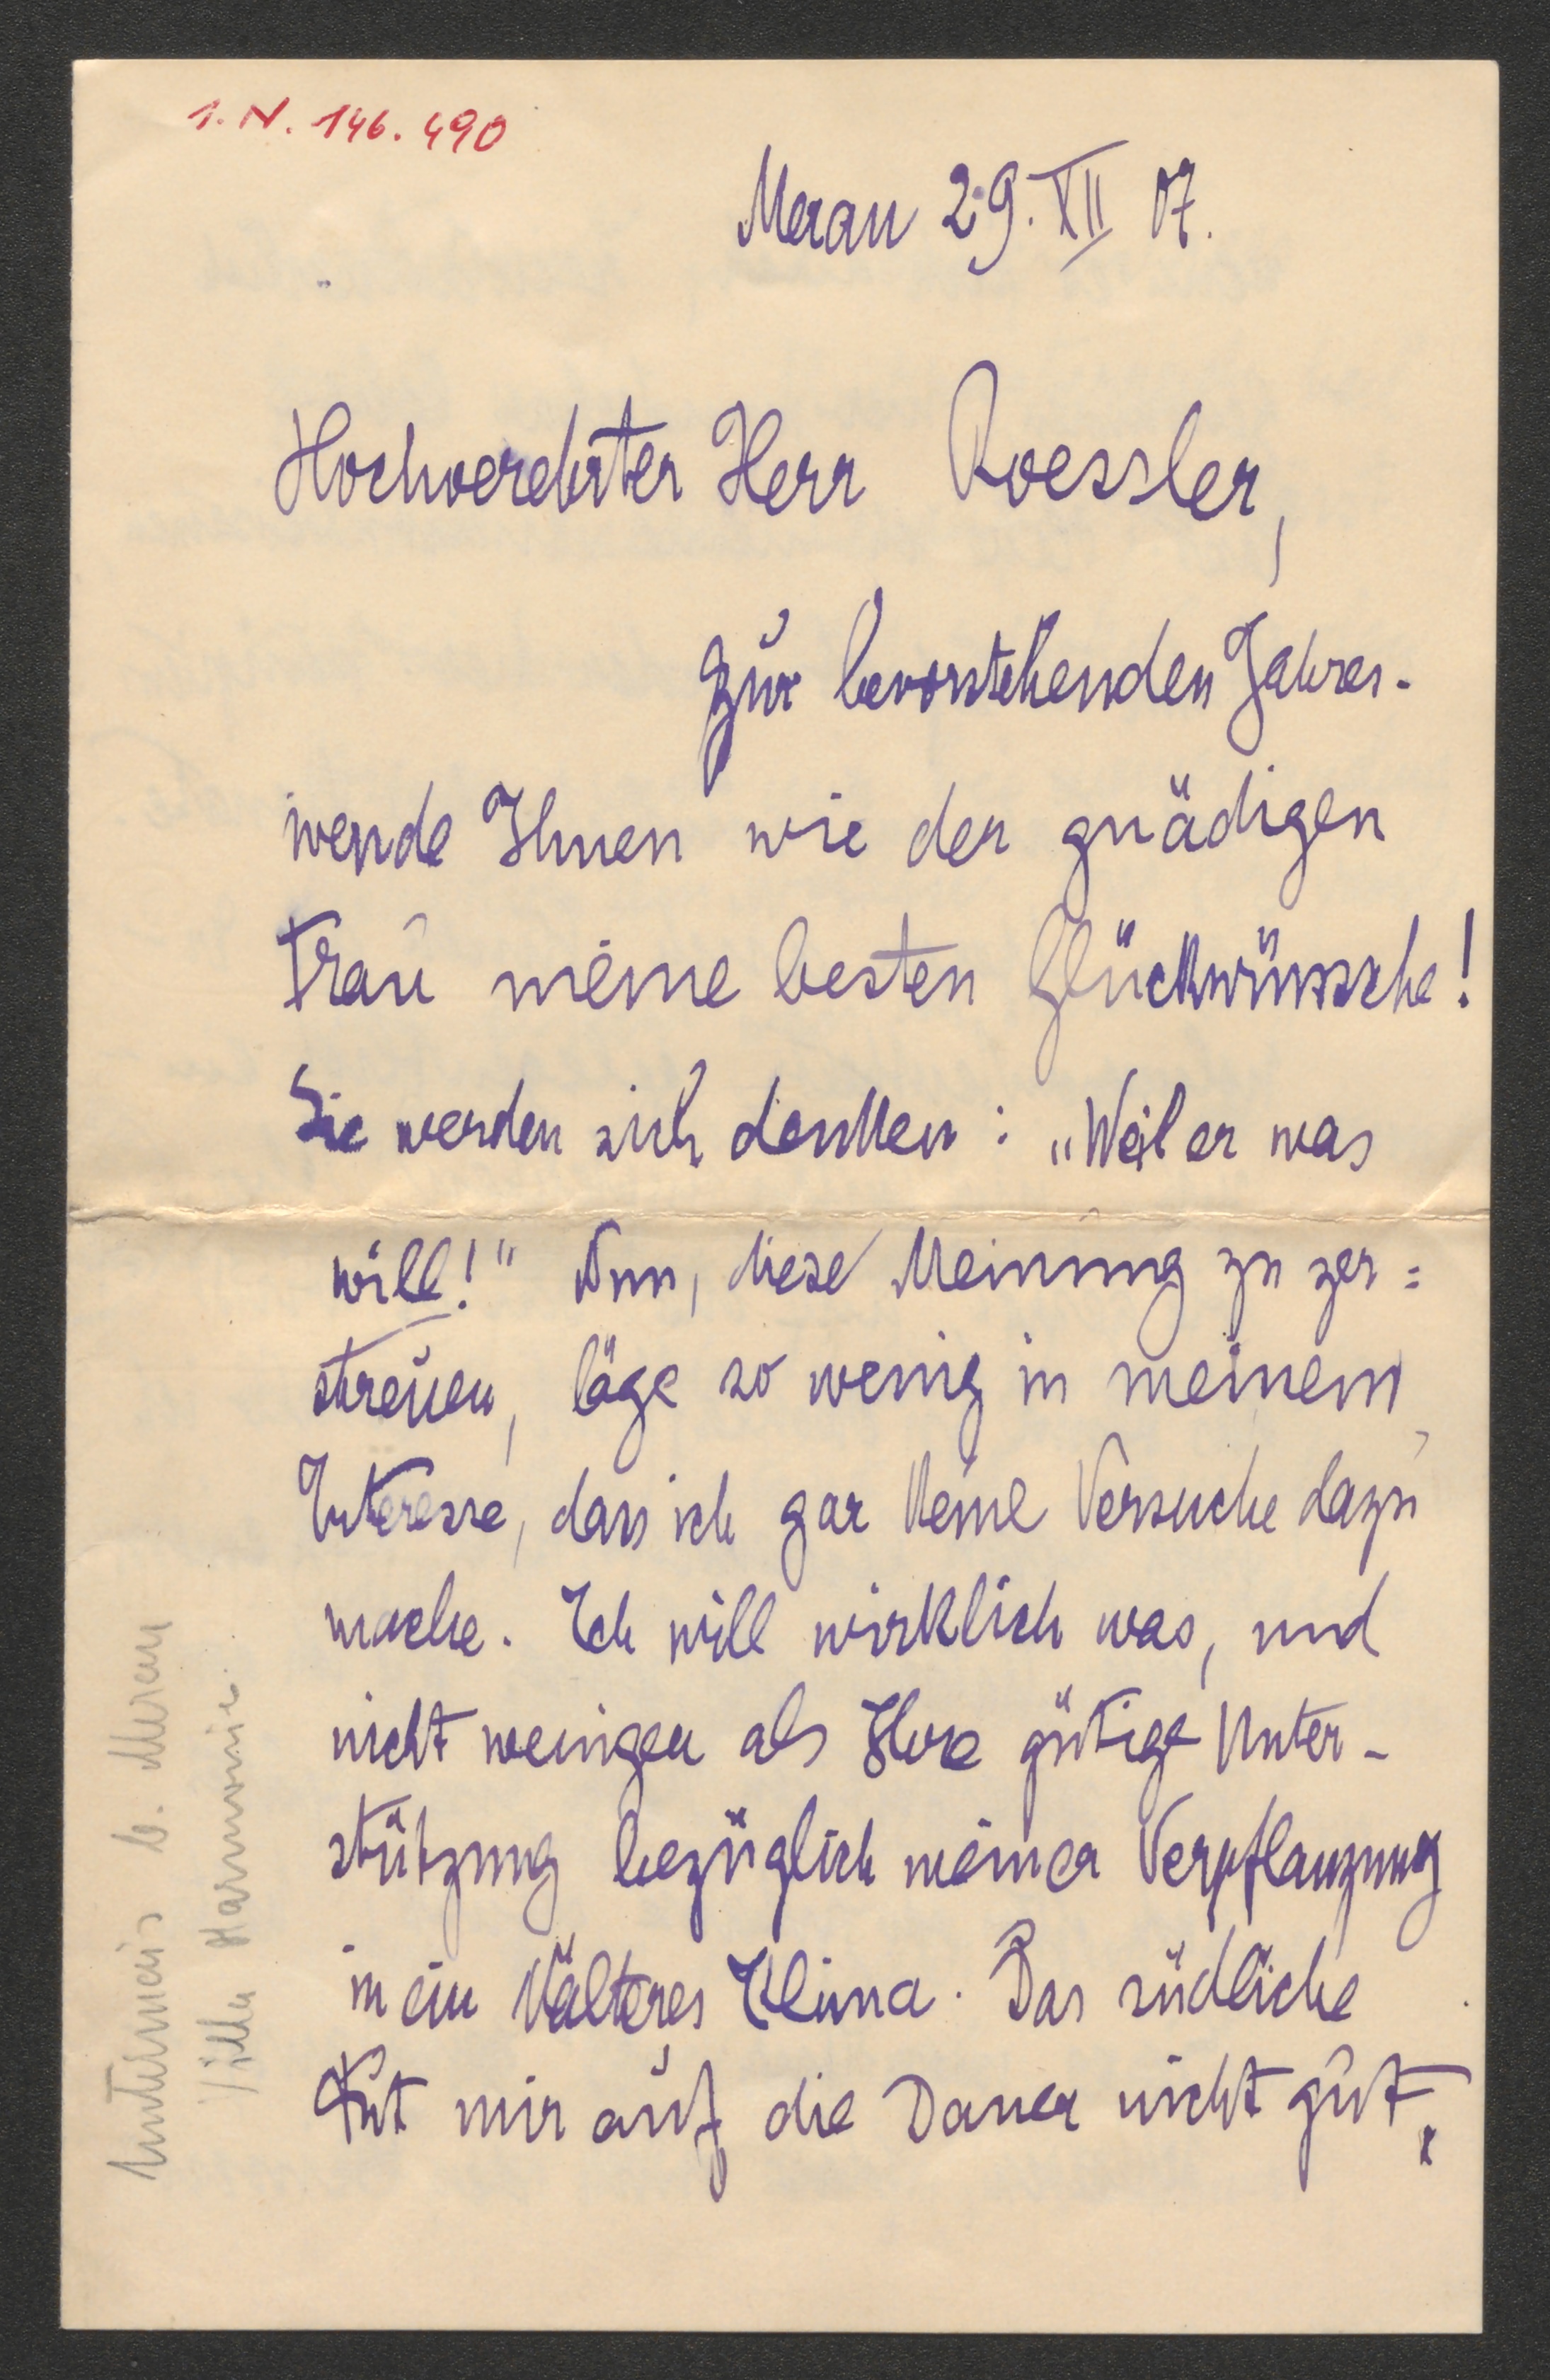 I.N. 146.490
Meran 29. XII 07.
Hochverehrter Herr Roessler,
Zur bevorstehenden Jahres-
wende Ihnen wie der gnädigen
Frau meine besten Glückwünsche!
Sie werden sich denken: „Weil er was
will!" Nun, diese Meinung zu zer=
streuen, läge so wenig in meinem
Interesse, dass ich gar keine Versuche dazu
mache. Ich will wirklich was, und
nicht weniger als Ihre gütige Unter-
stützung bezüglich meiner Verpflanzung
in ein kälteres Klima. Das südliche
tut mir auf die Dauer nicht gut.
Untermais b. Meran
Villa Harmonie.